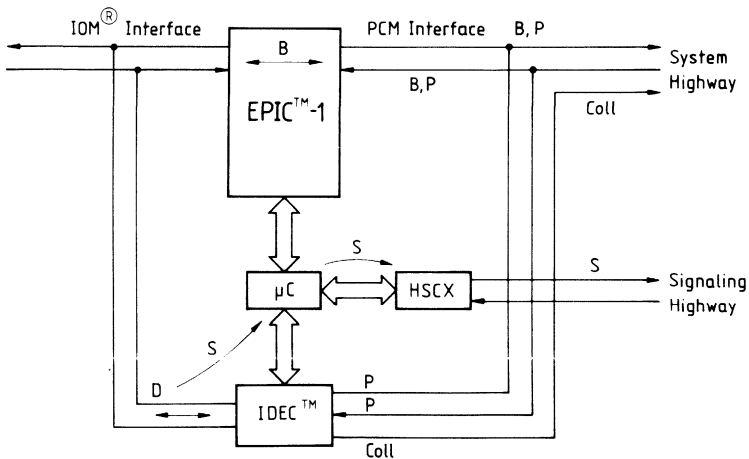 IOM® Interface
PCM Interface B, P
B
B,P
System
Highway
EPIC™-1
Coll
S
S
µC
HSCX
Signaling
Highway
S
D
P
IDEC™
P
Coll